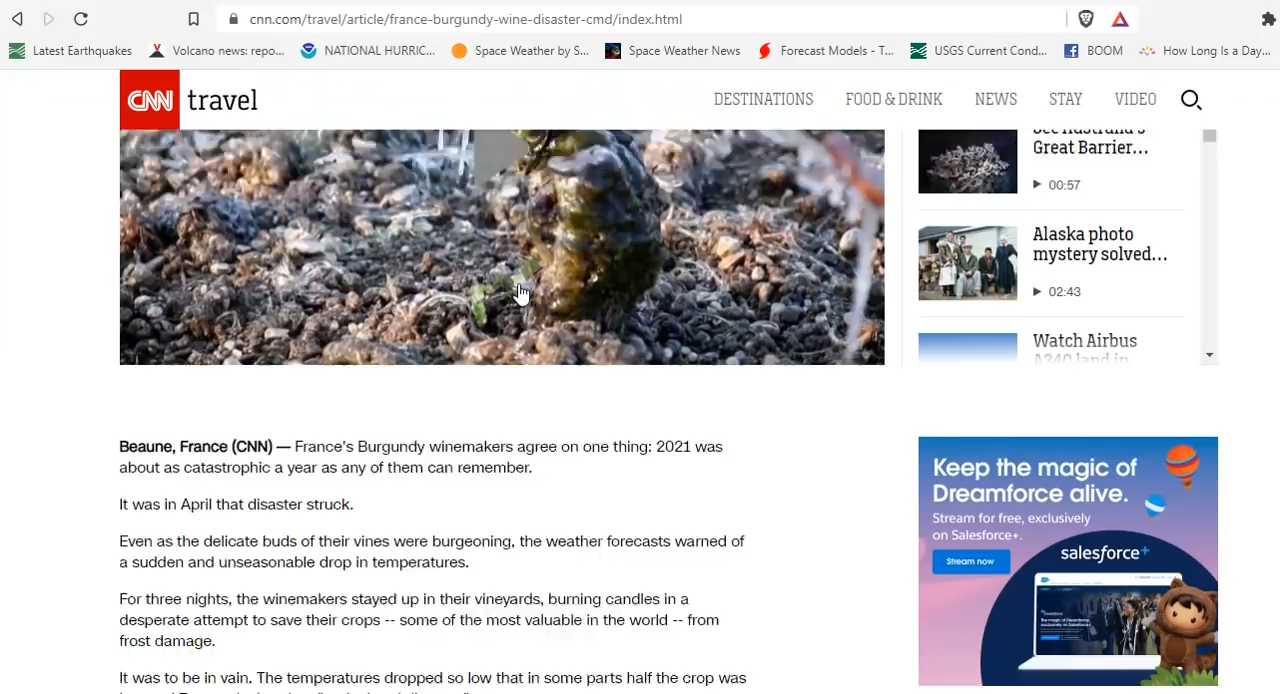 cnn.com/travel/article/france-burgundy-wine-disaster-cmd/index.html
Latest Earthquakes Volcano news: repo... NATIONAL HURRIC... Space Weather by S... Space Weather News Forecast Models - T... USGS Current Cond... BOOM How Long Is a Day...
CNN travel DESTINATIONS FOOD & DRINK NEWS STAY VIDEO
See Australia's
Great Barrier...
00:57
Alaska photo
mystery solved...
02:43
Watch Airbus
A340 land in
Beaune, France (CNN) — France's Burgundy winemakers agree on one thing: 2021 was
about as catastrophic a year as any of them can remember.
It was in April that disaster struck.
Even as the delicate buds of their vines were burgeoning, the weather forecasts warned of
a sudden and unseasonable drop in temperatures.
For three nights, the winemakers stayed up in their vineyards, burning candles in a
desperate attempt to save their crops -- some of the most valuable in the world -- from
frost damage.
It was to be in vain. The temperatures dropped so low that in some parts half the crop was
Keep the magic of
Dreamforce alive.
Stream for free, exclusively
on Salesforce+.
Stream now
salesforce+